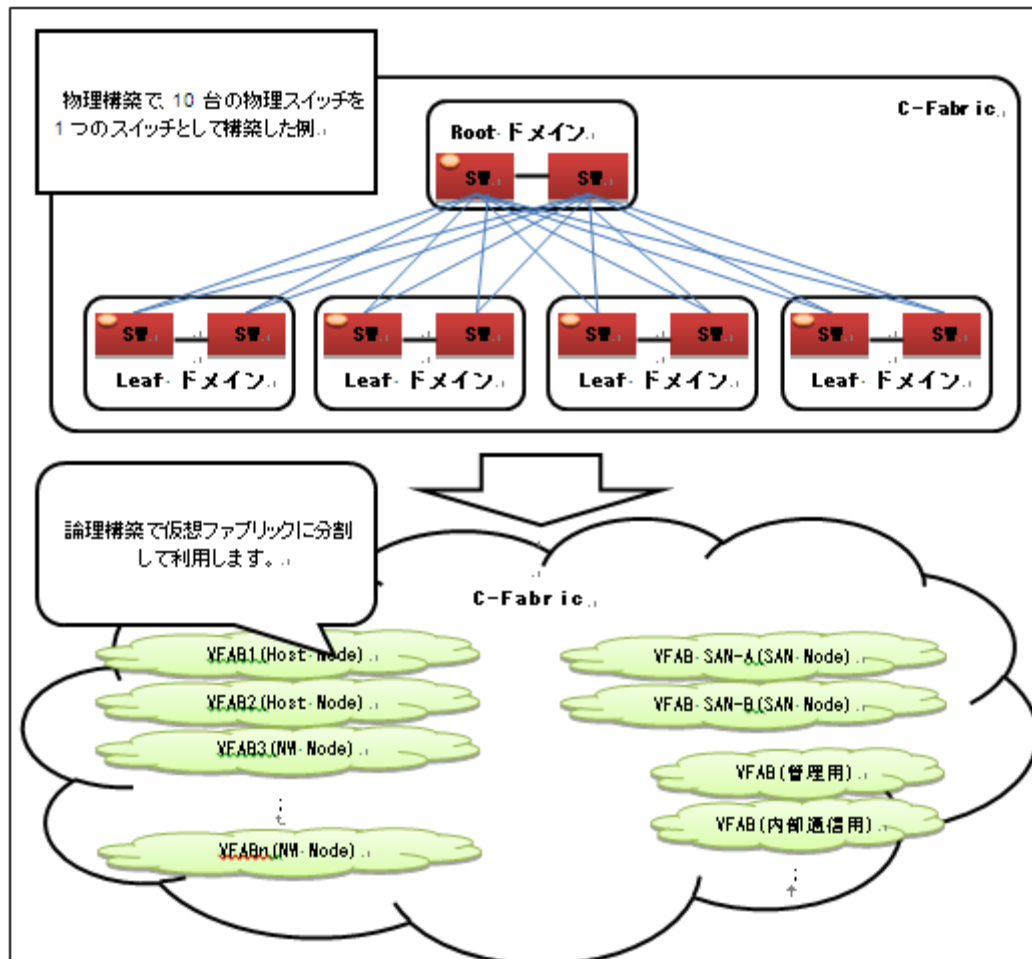 物理構築で、10 台の物理スイッチを
1 つのスイッチとして構築した例
C-Fabric
Root ドメイン
SW SW
SW SW SW SW SW SW SW SW
Leaf ドメイン Leaf ドメイン Leaf ドメイン Leaf ドメイン
論理構築で仮想ファブリックに分割
して利用します。
C-Fabric
VFAB1(Host Node)
VFAB2(Host Node)
VFAB3(NM Node)
VFABn(NM Node)
VFAB SAN-A(SAN Node)
VFAB SAN-B(SAN Node)
VFAB(管理用)
VFAB(内部通信用)